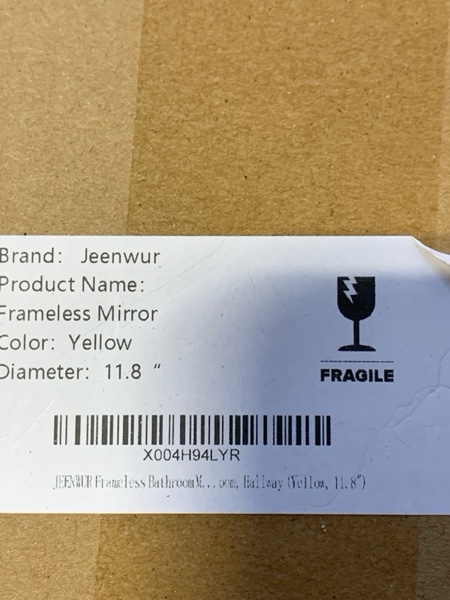 Brand: Jeenwur
Product Name:
Frameless Mirror
Color: Yellow
Diameter: 11.8 "
FRAGILE
X004H94LYR
JEENWUR Frameless Bathroom M...oom, Hallway (Yellow, 11.8")